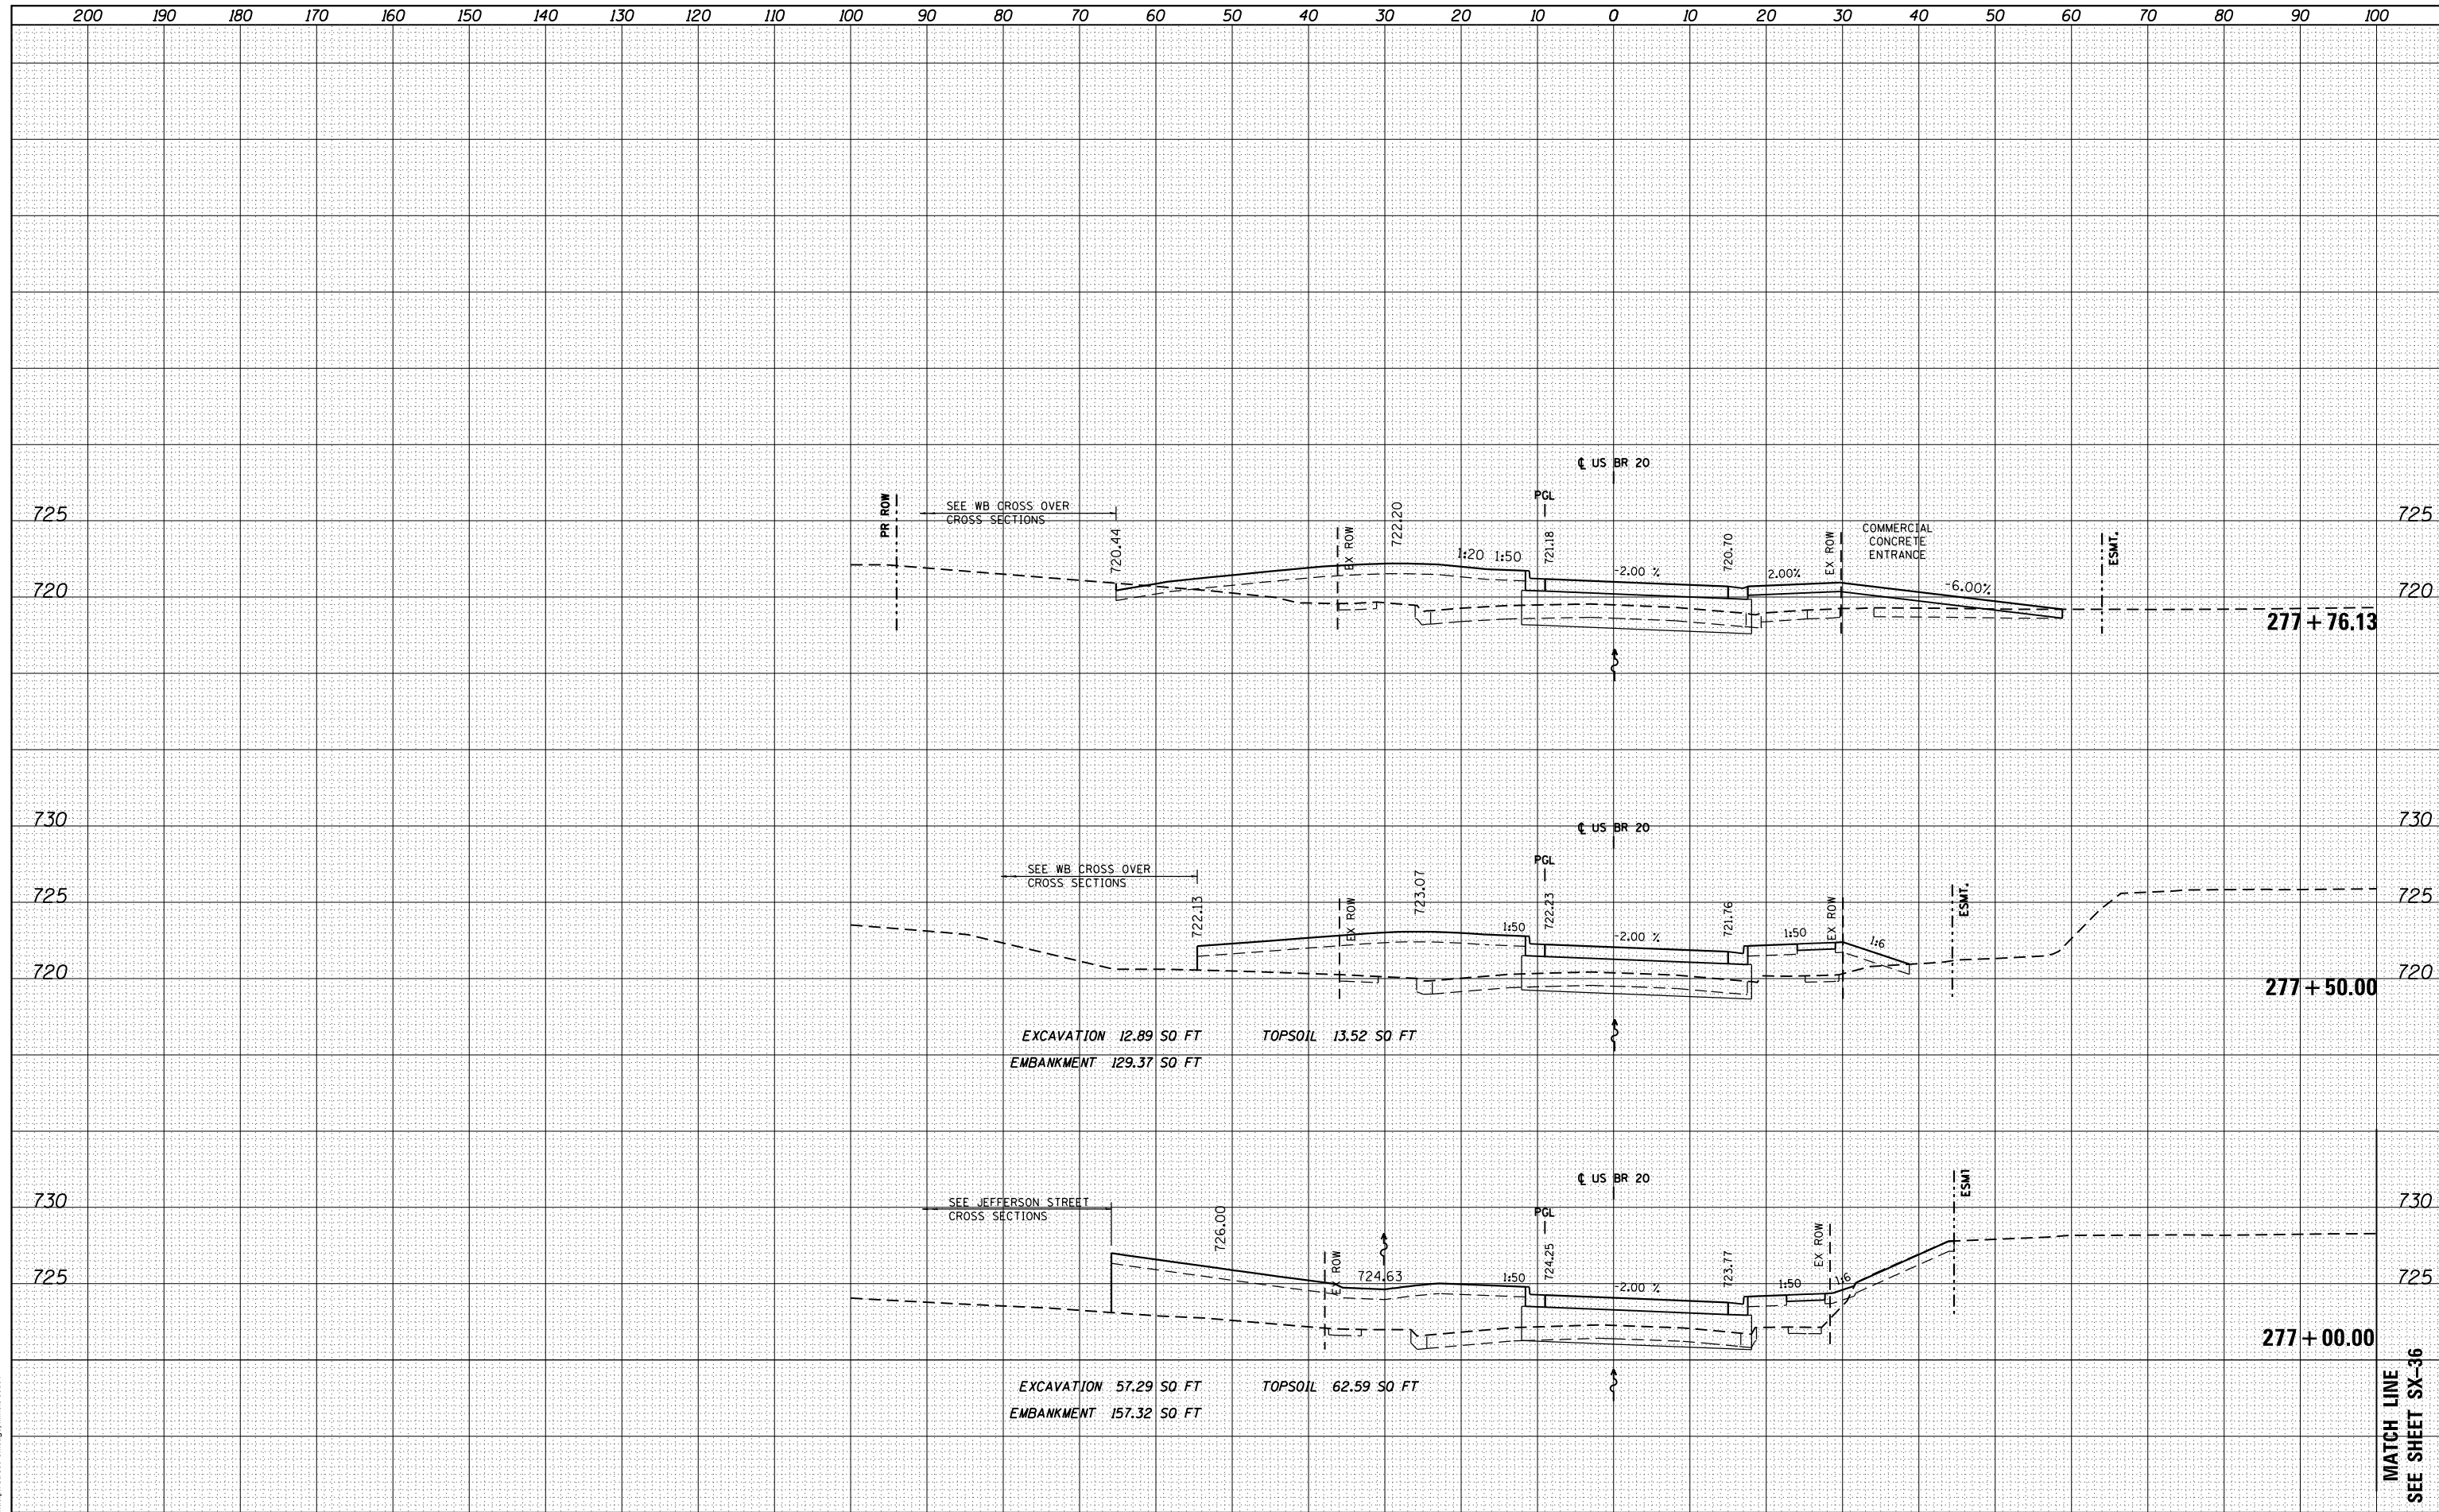 200 190 180 170 160 150 140 130 120 110 100 90 80 70 60 50 40 30 20 10 0 10 20 30 40 50 60 70 80 90 100
℄ US BR 20
PR ROW
SEE WB CROSS OVER
CROSS SECTIONS
720.44
EX ROW
722.20
1:20
1:50
PGL
721.18
-2.00 %
720.70
2.00%
EX ROW
COMMERCIAL
CONCRETE
ENTRANCE
-6.00%
ESMT.
725
725
720
720
277+76.13
730
730
℄ US BR 20
SEE WB CROSS OVER
CROSS SECTIONS
722.13
EX ROW
723.07
1:50
PGL
722.23
-2.00 %
721.76
1:50
EX ROW
1:6
ESMT.
725
725
720
720
277+50.00
EXCAVATION 12.89 SQ FT
TOPSOIL 13.52 SQ FT
EMBANKMENT 129.37 SQ FT
℄ US BR 20
730
730
SEE JEFFERSON STREET
CROSS SECTIONS
726.00
EX ROW
724.63
1:50
PGL
724.25
-2.00 %
723.77
1:50
EX ROW
1:6
ESMT
725
725
277+00.00
EXCAVATION 57.29 SQ FT
TOPSOIL 62.59 SQ FT
EMBANKMENT 157.32 SQ FT
MATCH LINE
SEE SHEET SX-36